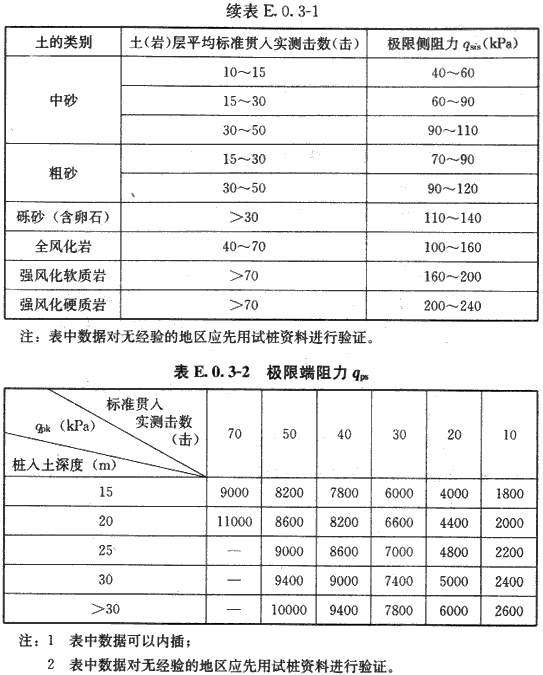 续表 E.0.3-1
土的类别 土(岩)层平均标准贯入实测击数(击) 极限侧阻力 qsis(kPa)
中砂 10～15 40～60
15～30 60～90
30～50 90～110
粗砂 15～30 70～90
30～50 90～120
砾砂（含卵石） ＞30 110～140
全风化岩 40～70 100～160
强风化软质岩 ＞70 160～200
强风化硬质岩 ＞70 200～240
注：表中数据对无经验的地区应先用试桩资料进行验证。
表 E.0.3-2 极限端阻力 qps
标准贯入
实测击数
(击)
qpk（kPa）
桩入土深度（m）
70 50 40 30 20 10
15 9000 8200 7800 6000 4000 1800
20 11000 8600 8200 6600 4400 2000
25 — 9000 8600 7000 4800 2200
30 — 9400 9000 7400 5000 2400
＞30 — 10000 9400 7800 6000 2600
注：1 表中数据可以内插；
2 表中数据对无经验的地区应先用试桩资料进行验证。